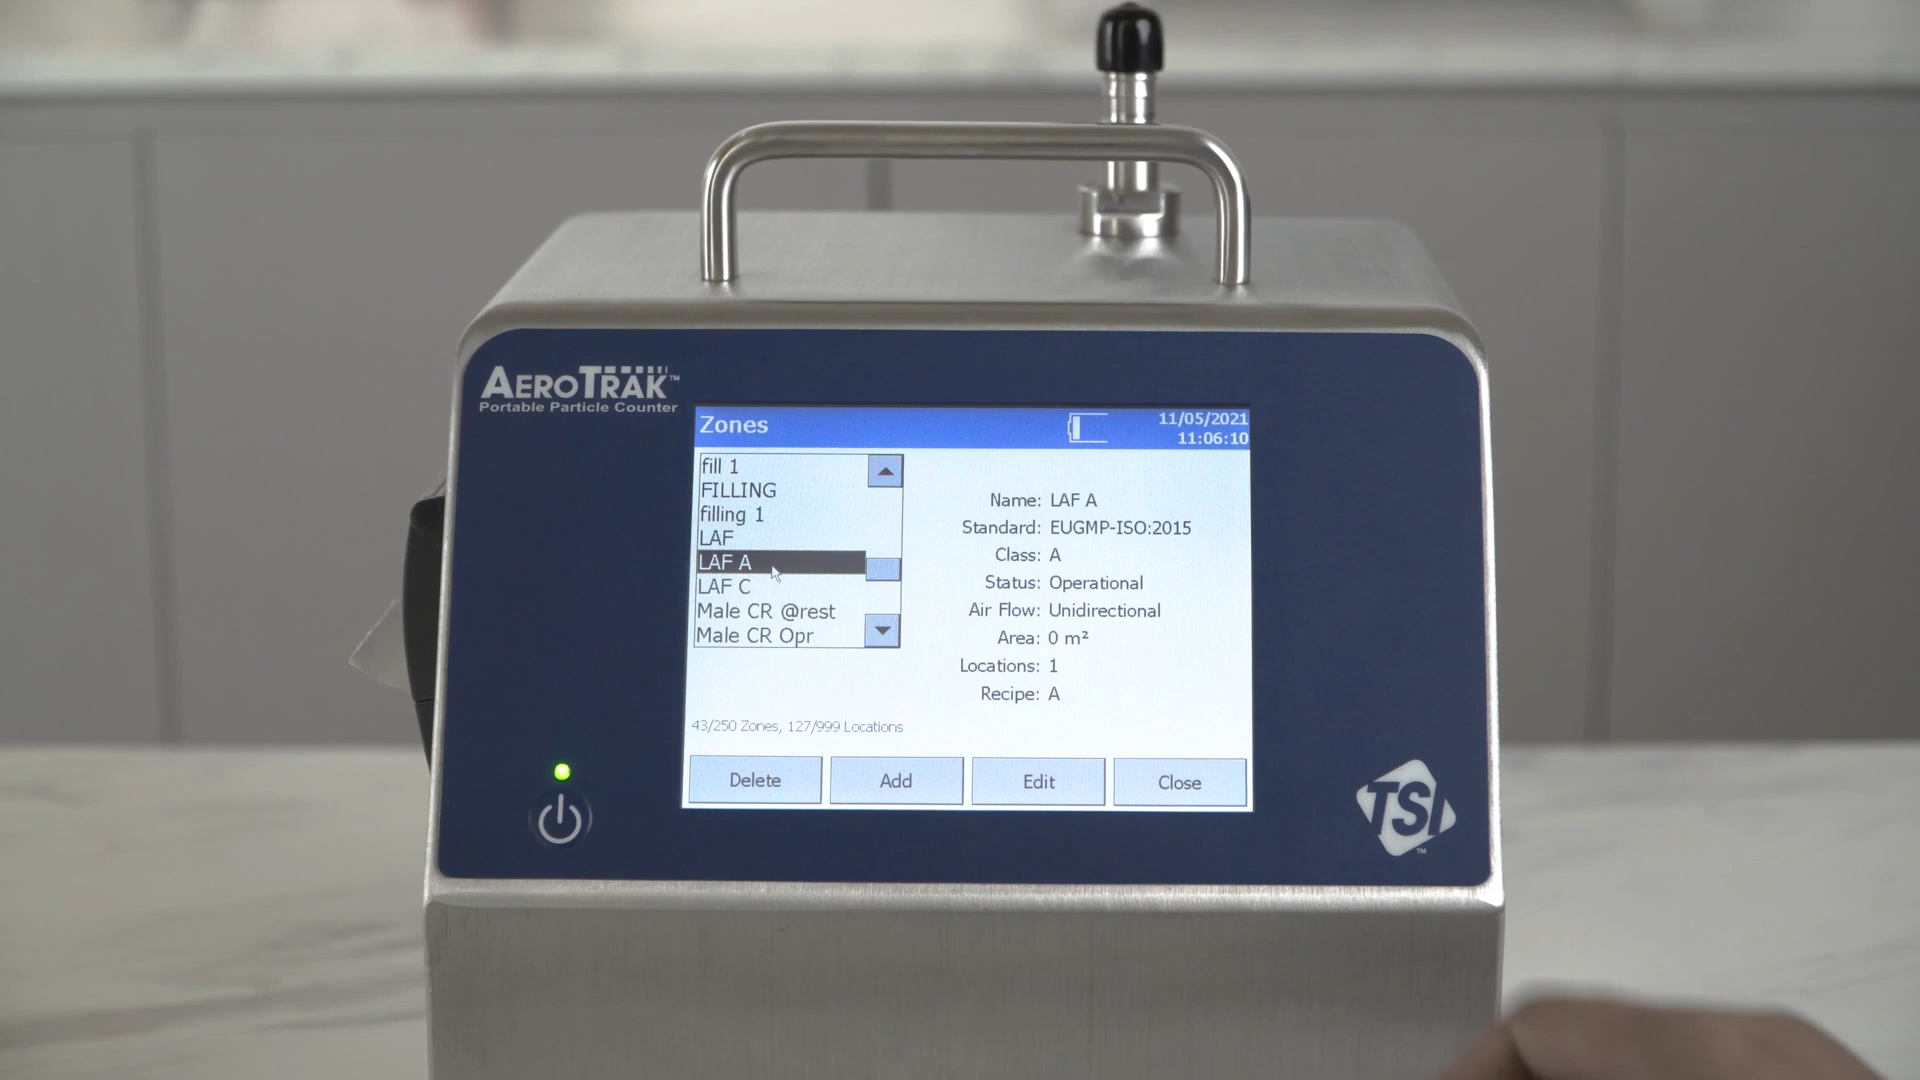 AEROTRAK™
Portable Particle Counter
Zones
11/05/2021
11:06:10
fill 1
FILLING
filling 1
LAF
LAF A
LAF C
Male CR @rest
Male CR Opr
Name: LAF A
Standard: EUGMP-ISO:2015
Class: A
Status: Operational
Air Flow: Unidirectional
Area: 0 m²
Locations: 1
Recipe: A
43/250 Zones, 127/999 Locations
Delete
Add
Edit
Close
TSI™